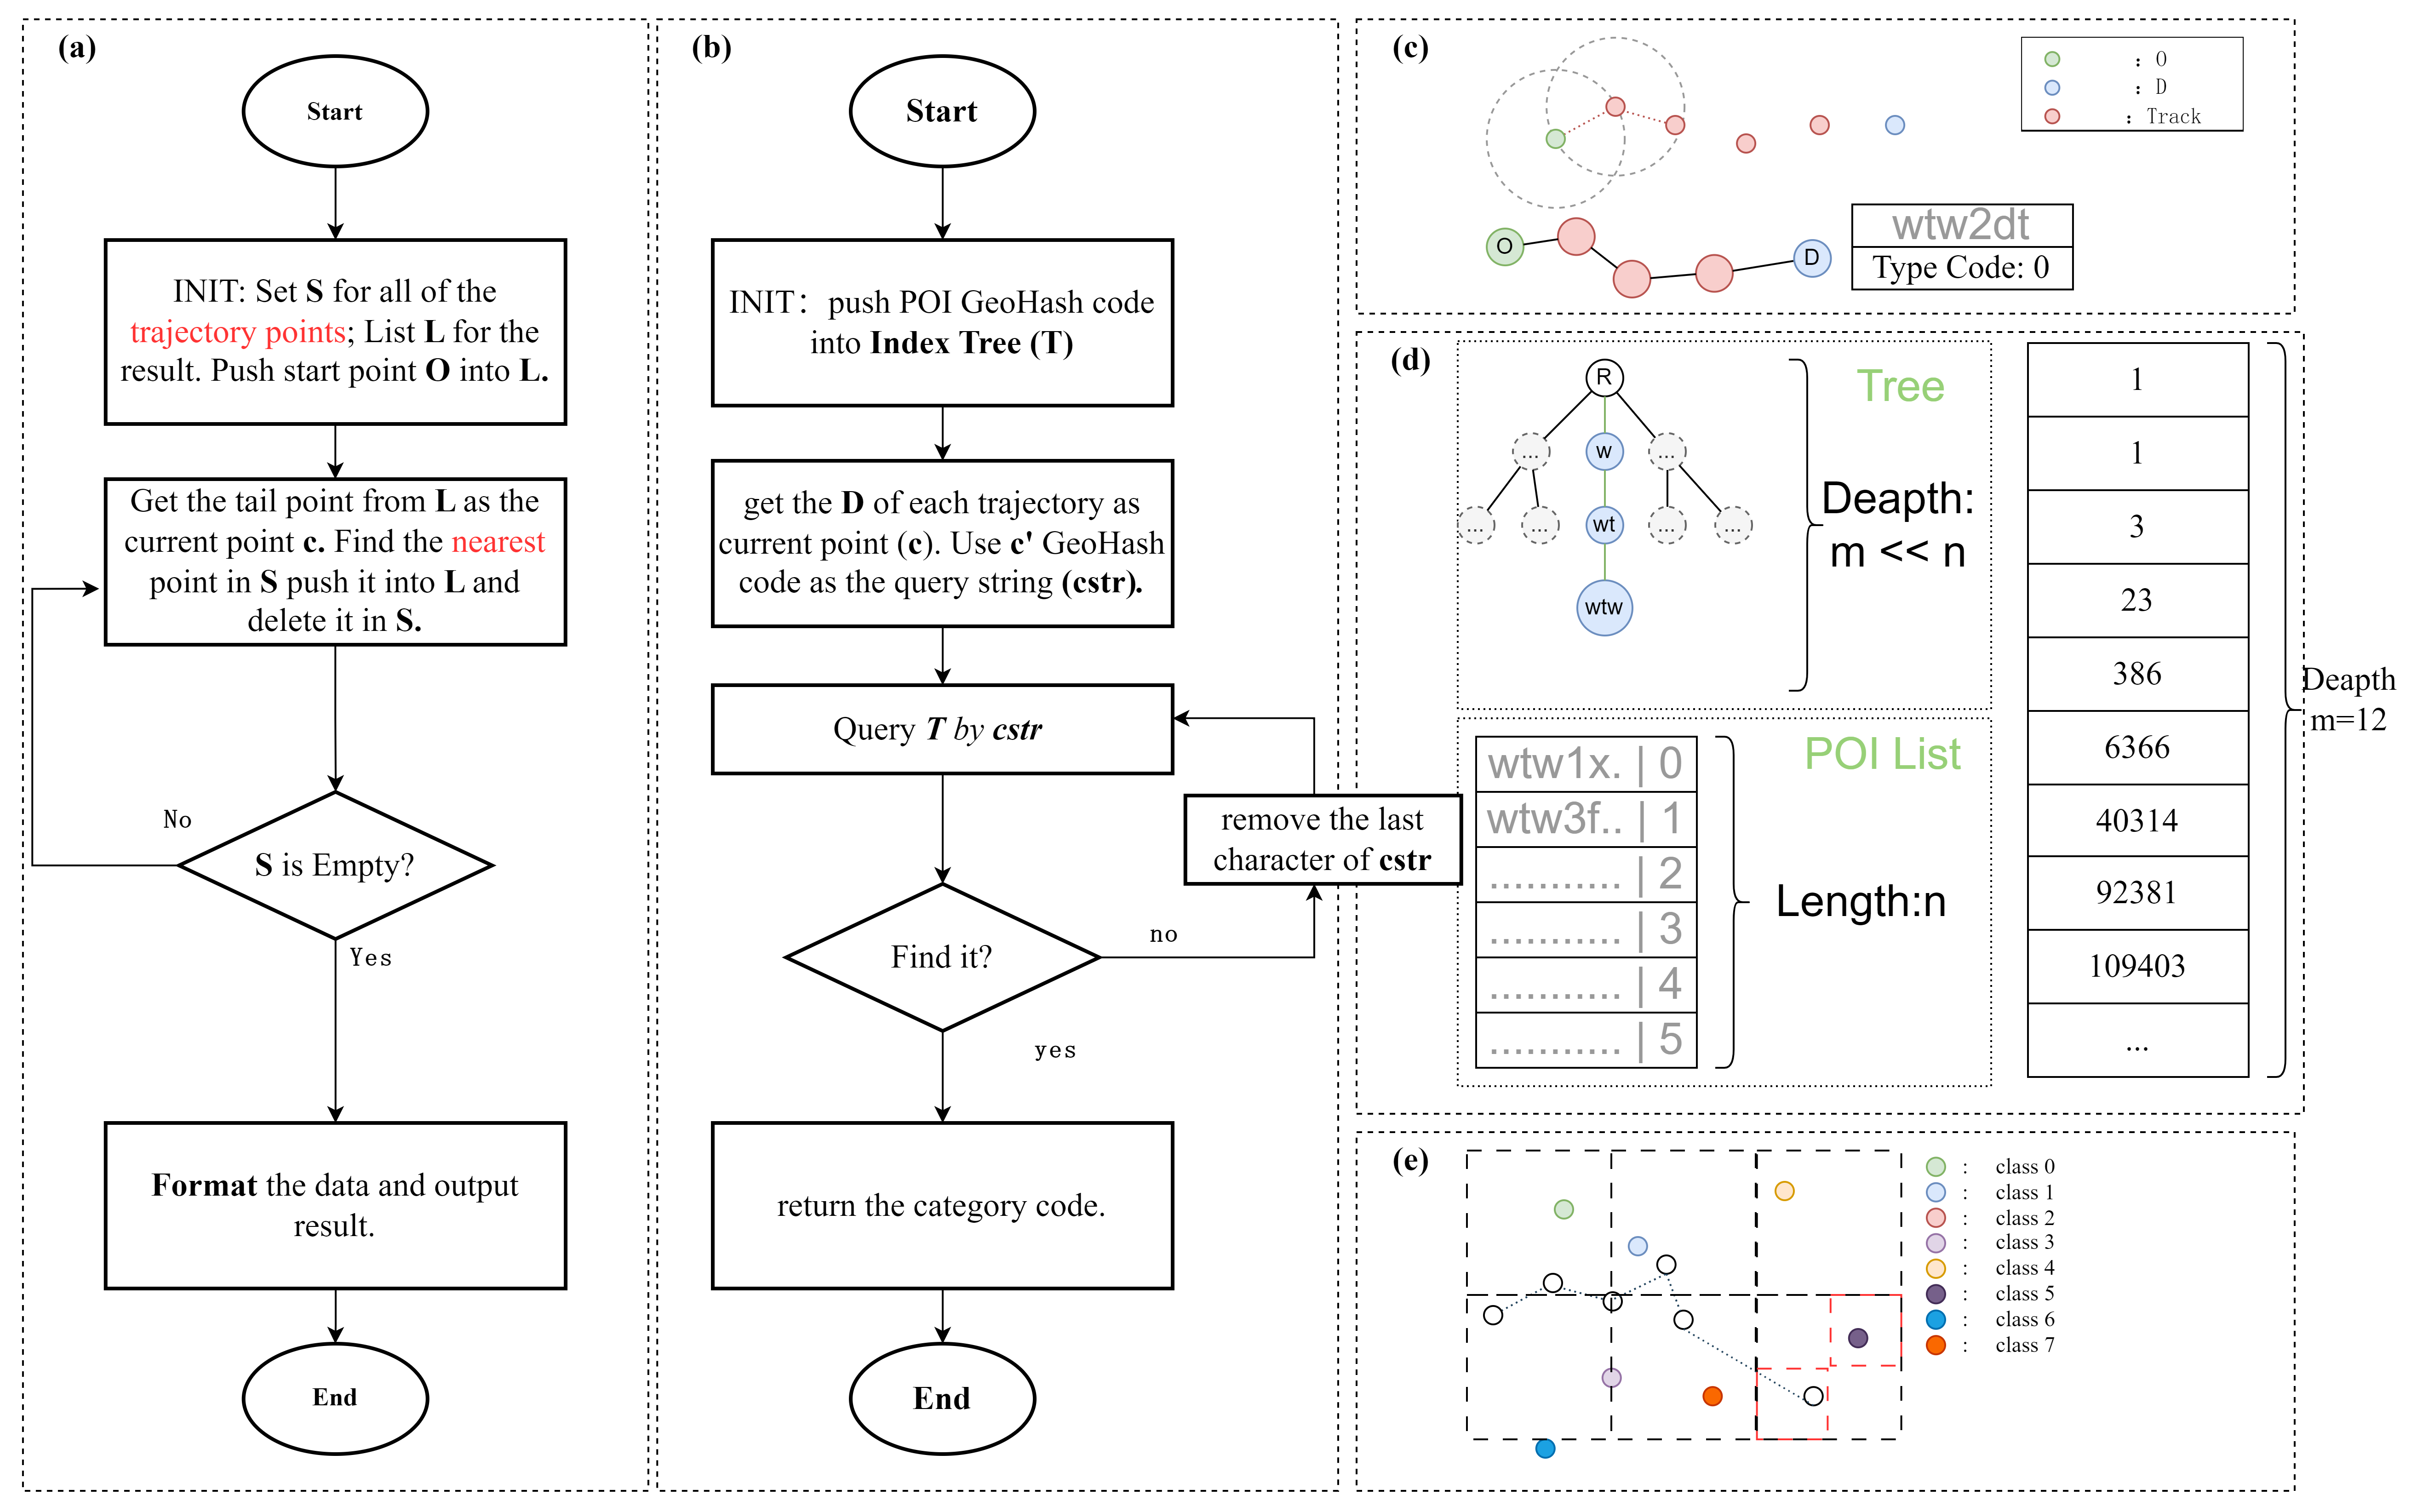 (a)
Start
INIT: Set S for all of the
trajectory points; List L for the
result. Push start point O into L.
Get the tail point from L as the
current point c. Find the nearest
point in S push it into L and
delete it in S.
No
S is Empty?
Yes
Format the data and output
result.
End
(b)
Start
INIT: push POI GeoHash code
into Index Tree (T)
get the D of each trajectory as
current point (c). Use c' GeoHash
code as the query string (cstr).
Query T by cstr
remove the last
character of cstr
Find it?
no
yes
return the category code.
End
(c)
: O
: D
: Track
O
D
wtw2dt
Type Code: 0
(d)
R
... w ...
... ... wt ... ...
wtw
Tree
Deapth:
m << n
POI List
wtw1x. | 0
wtw3f.. | 1
........... | 2
........... | 3
........... | 4
........... | 5
Length:n
1
1
3
23
386
6366
40314
92381
109403
...
Deapth
m=12
(e)
: class 0
: class 1
: class 2
: class 3
: class 4
: class 5
: class 6
: class 7